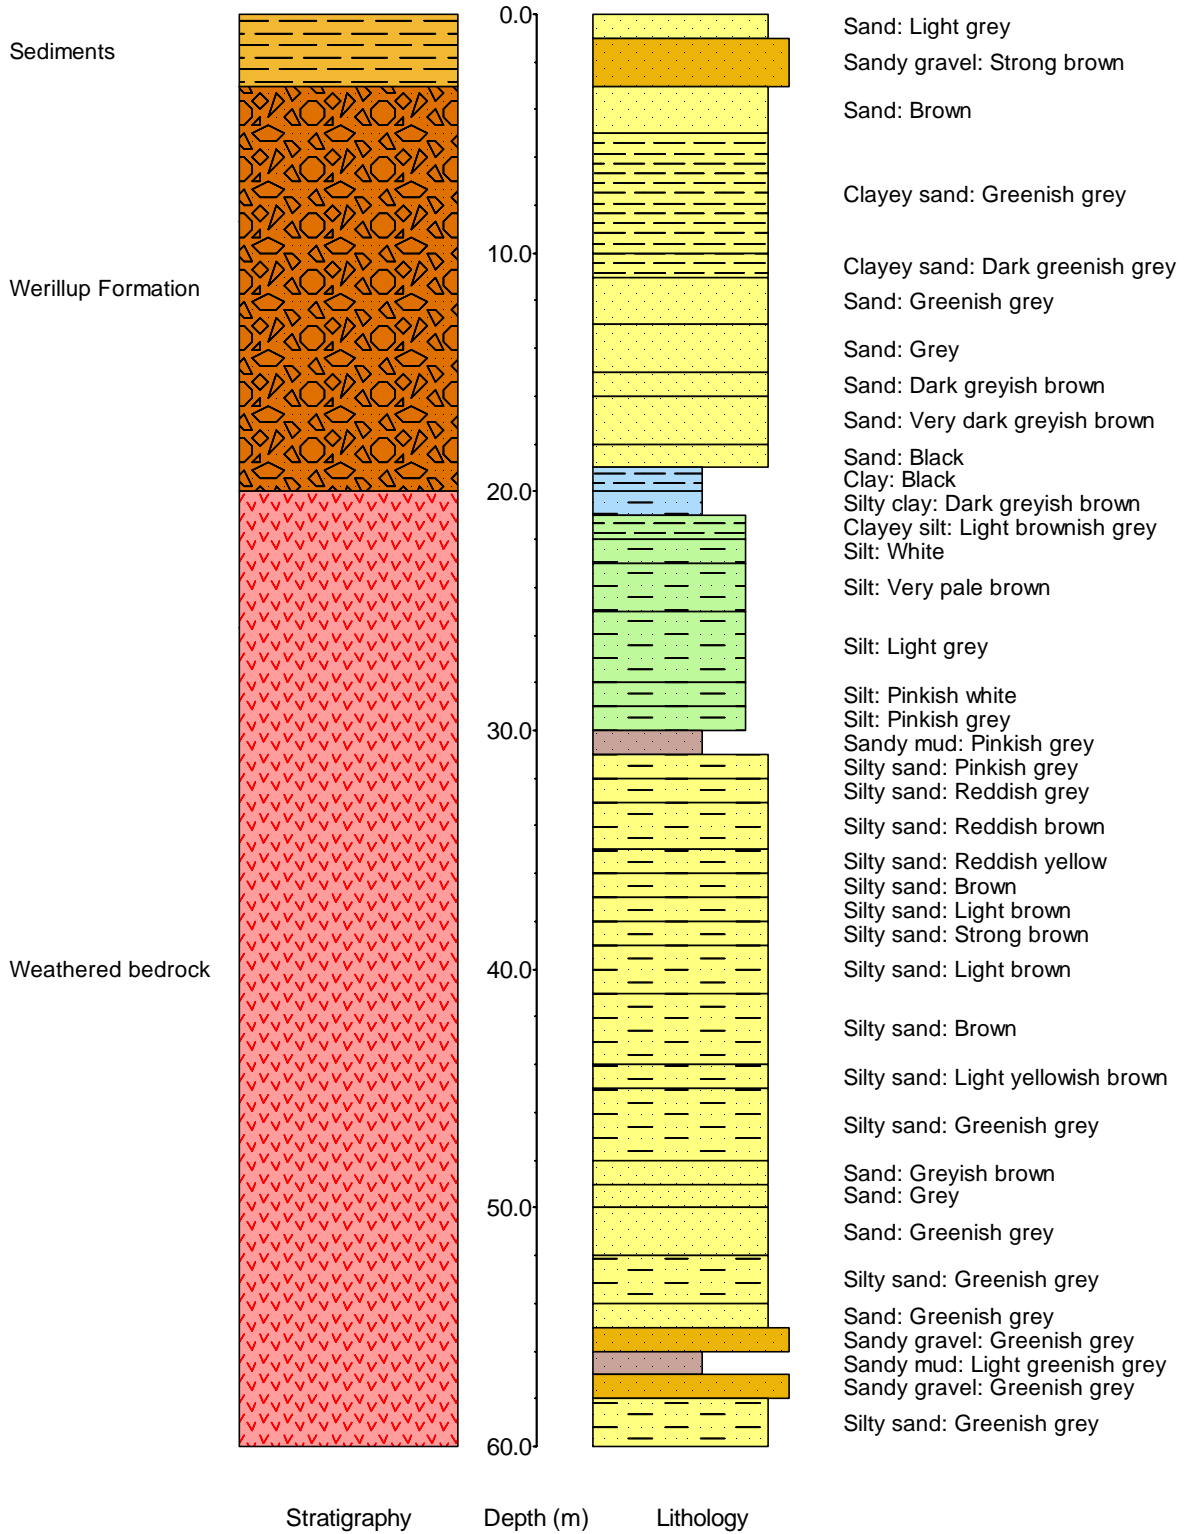 Sediments
Werillup Formation
Weathered bedrock
0.0
10.0
20.0
30.0
40.0
50.0
60.0
Sand: Light grey
Sandy gravel: Strong brown
Sand: Brown
Clayey sand: Greenish grey
Clayey sand: Dark greenish grey
Sand: Greenish grey
Sand: Grey
Sand: Dark greyish brown
Sand: Very dark greyish brown
Sand: Black
Clay: Black
Silty clay: Dark greyish brown
Clayey silt: Light brownish grey
Silt: White
Silt: Very pale brown
Silt: Light grey
Silt: Pinkish white
Silt: Pinkish grey
Sandy mud: Pinkish grey
Silty sand: Pinkish grey
Silty sand: Reddish grey
Silty sand: Reddish brown
Silty sand: Reddish yellow
Silty sand: Brown
Silty sand: Light brown
Silty sand: Strong brown
Silty sand: Light brown
Silty sand: Brown
Silty sand: Light yellowish brown
Silty sand: Greenish grey
Sand: Greyish brown
Sand: Grey
Sand: Greenish grey
Silty sand: Greenish grey
Sand: Greenish grey
Sandy gravel: Greenish grey
Sandy mud: Light greenish grey
Sandy gravel: Greenish grey
Silty sand: Greenish grey
Stratigraphy
Depth (m)
Lithology